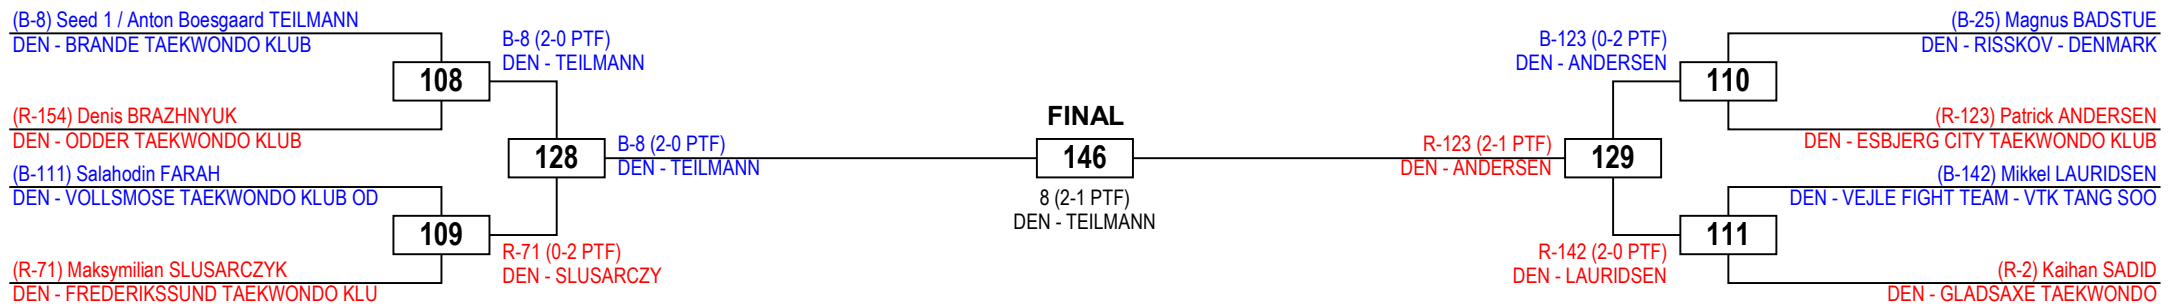 (B-8) Seed 1 / Anton Boesgaard TEILMANN
DEN - BRANDE TAEKWONDO KLUB
108
(R-154) Denis BRAZHNYUK
DEN - ODDER TAEKWONDO KLUB
(B-111) Salahodin FARAH
DEN - VOLLSMOSE TAEKWONDO KLUB OD
109
(R-71) Maksymilian SLUSARCZYK
DEN - FREDERIKSSUND TAEKWONDO KLU
B-8 (2-0 PTF)
DEN - TEILMANN
128
R-71 (0-2 PTF)
DEN - SLUSARCZY
B-8 (2-0 PTF)
DEN - TEILMANN
FINAL
146
8 (2-1 PTF)
DEN - TEILMANN
R-123 (2-1 PTF)
DEN - ANDERSEN
B-123 (0-2 PTF)
DEN - ANDERSEN
129
R-142 (2-0 PTF)
DEN - LAURIDSEN
(B-25) Magnus BADSTUE
DEN - RISSKOV - DENMARK
110
(R-123) Patrick ANDERSEN
DEN - ESBJERG CITY TAEKWONDO KLUB
(B-142) Mikkel LAURIDSEN
DEN - VEJLE FIGHT TEAM - VTK TANG SOO
111
(R-2) Kaihan SADID
DEN - GLADSAXE TAEKWONDO